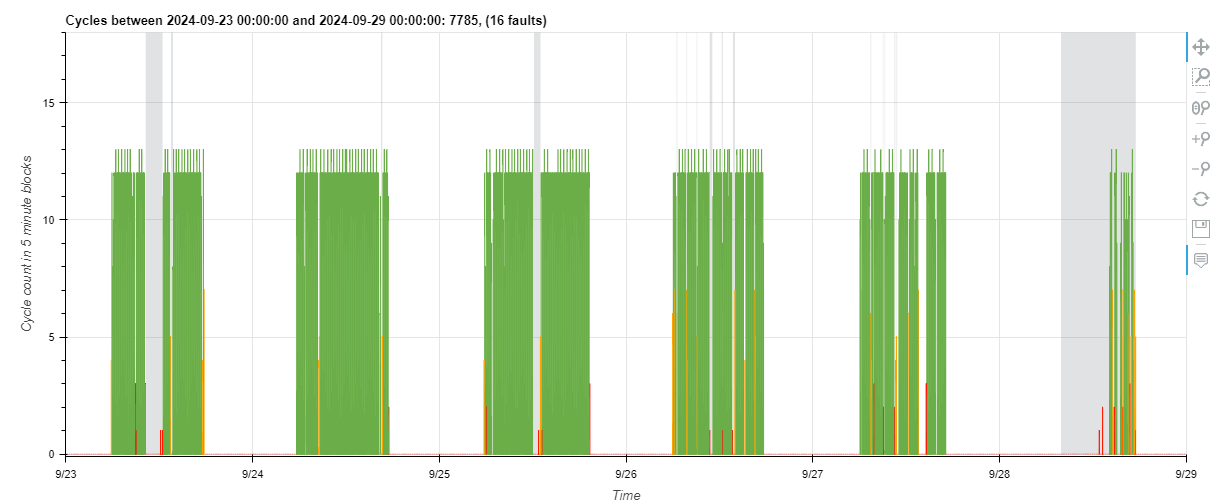 Cycles between 2024-09-23 00:00:00 and 2024-09-29 00:00:00: 7785, (16 faults)
Cycle count in 5 minute blocks
15
10
5
0
9/23 9/24 9/25 9/26 9/27 9/28 9/29
Time